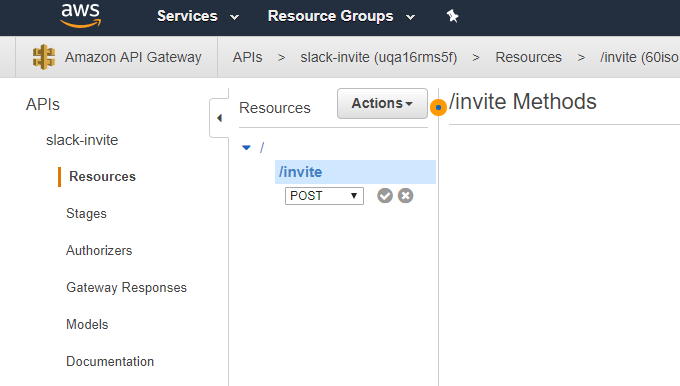 aws Services Resource Groups
Amazon API Gateway APIs > slack-invite (uqa16rms5f) > Resources > /invite (60iso
APIs
slack-invite
Resources
Stages
Authorizers
Gateway Responses
Models
Documentation
Resources Actions
/
/invite
POST
/invite Methods